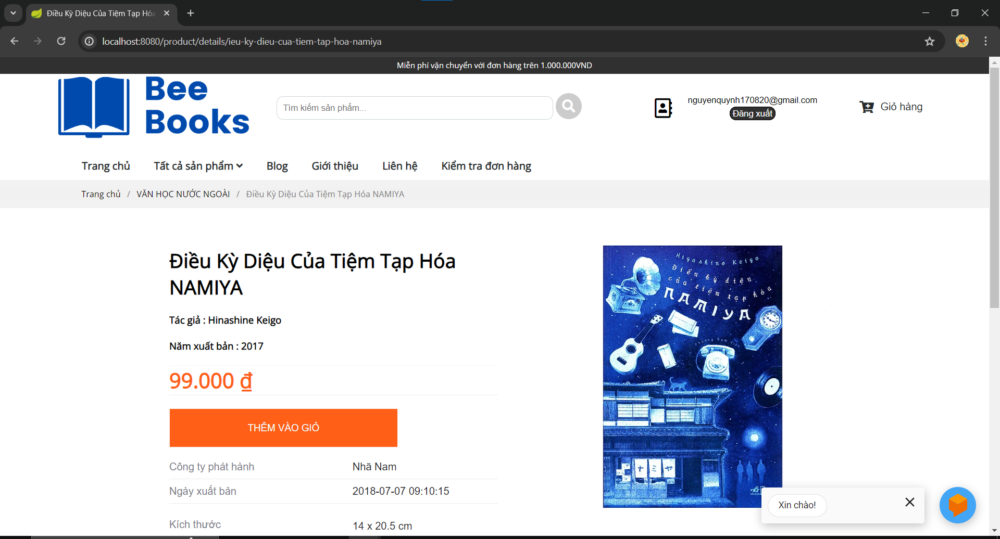 Điều Kỳ Diệu Của Tiệm Tạp Hóa
localhost:8080/product/details/ieu-ky-dieu-cua-tiem-tap-hoa-namiya
Miễn phí vận chuyển với đơn hàng trên 1.000.000VND
Bee
Books
Tìm kiếm sản phẩm...
nguyenquynh170820@gmail.com
Đăng xuất
Giỏ hàng
Trang chủ
Tất cả sản phẩm
Blog
Giới thiệu
Liên hệ
Kiểm tra đơn hàng
Trang chủ / VĂN HỌC NƯỚC NGOÀI / Điều Kỳ Diệu Của Tiệm Tạp Hóa NAMIYA
Điều Kỳ Diệu Của Tiệm Tạp Hóa
NAMIYA
Tác giả : Hinashine Keigo
Năm xuất bản : 2017
99.000 ₫
THÊM VÀO GIỎ
Công ty phát hành Nhã Nam
Ngày xuất bản 2018-07-07 09:10:15
Kích thước 14 x 20.5 cm
Higashino Keigo
Điều kỳ diệu
của tiệm tạp hóa
NAMIYA
Phương Nam dịch
ナミヤ
Xin chào!